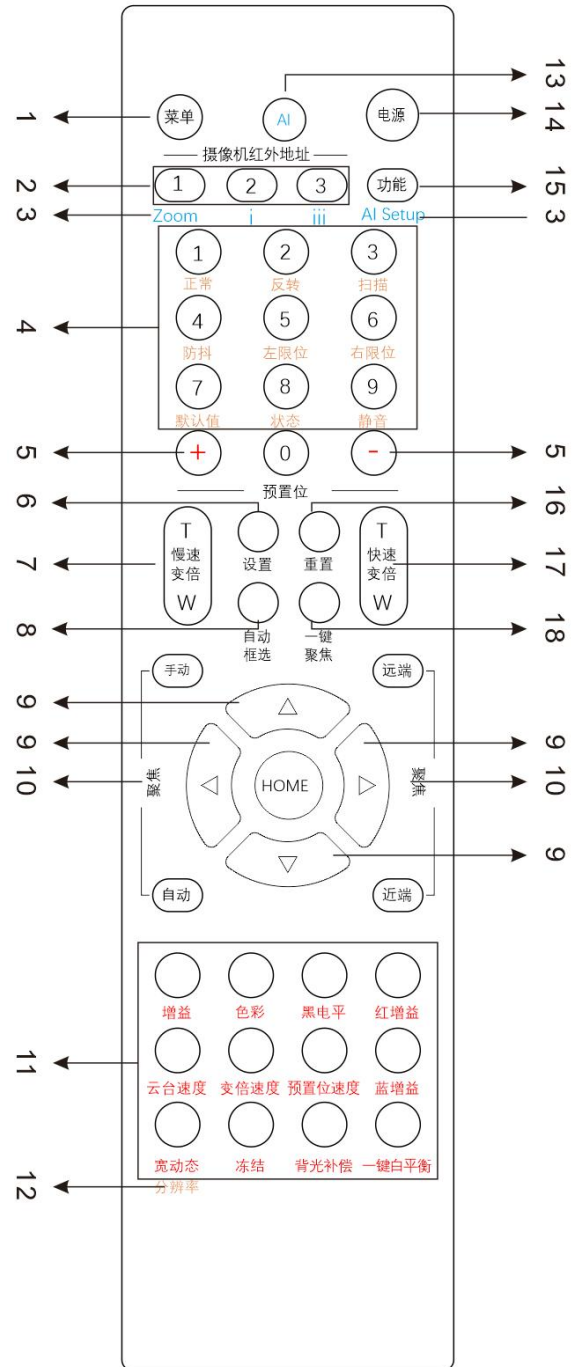 13
14
1
菜单
AI
电源
摄像机红外地址
2
1
2
3
功能
15
3
Zoom
i
iii
AI Setup
3
1
2
3
正常
反转
扫描
4
4
5
6
防抖
左限位
右限位
7
8
9
默认值
状态
静音
5
+
0
-
5
预置位
6
16
7
T
慢速
变倍
W
设置
重置
T
快速
变倍
W
17
8
自动
框选
一键
聚焦
18
手动
远端
9
△
9
◁
HOME
▷
9
10
聚焦
聚焦
10
▽
9
自动
近端
增益
色彩
黑电平
红增益
11
云台速度
变倍速度
预置位速度
蓝增益
宽动态
冻结
背光补偿
一键白平衡
12
分辨率